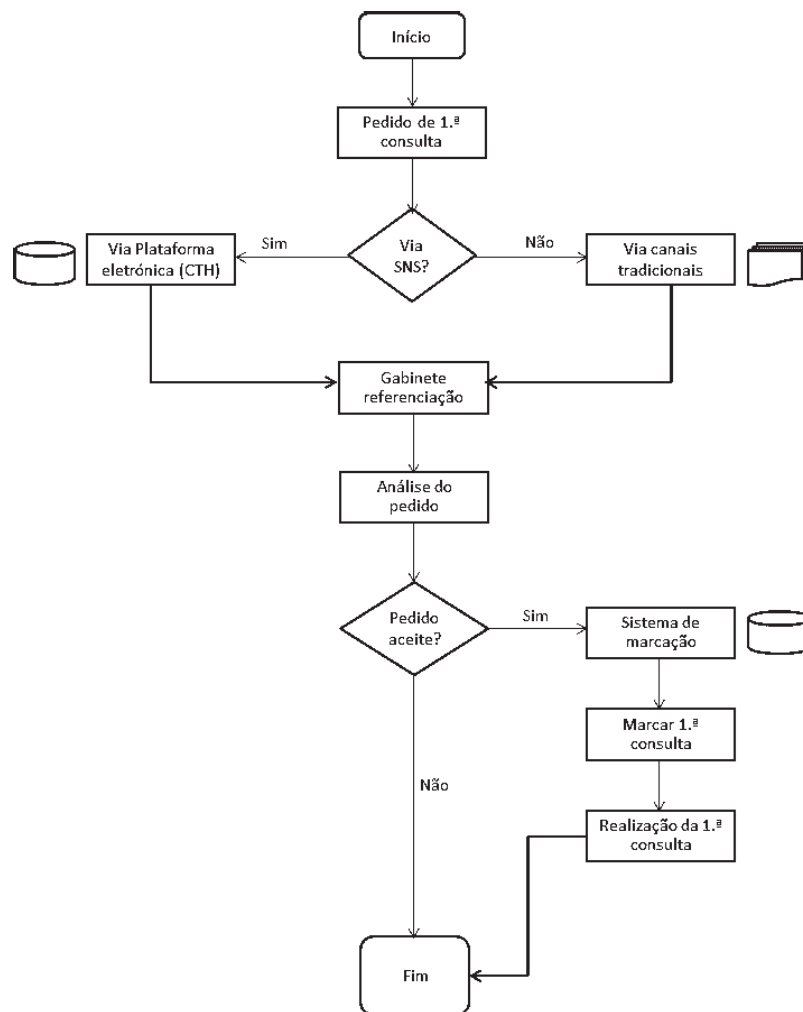 Início
Pedido de 1.ª
consulta
Via
SNS?
Sim
Não
Via Plataforma
eletrónica (CTH)
Via canais
tradicionais
Gabinete
referenciação
Análise do
pedido
Pedido
aceite?
Sim
Sistema de
marcação
Marcar 1.ª
consulta
Não
Realização da 1.ª
consulta
Fim